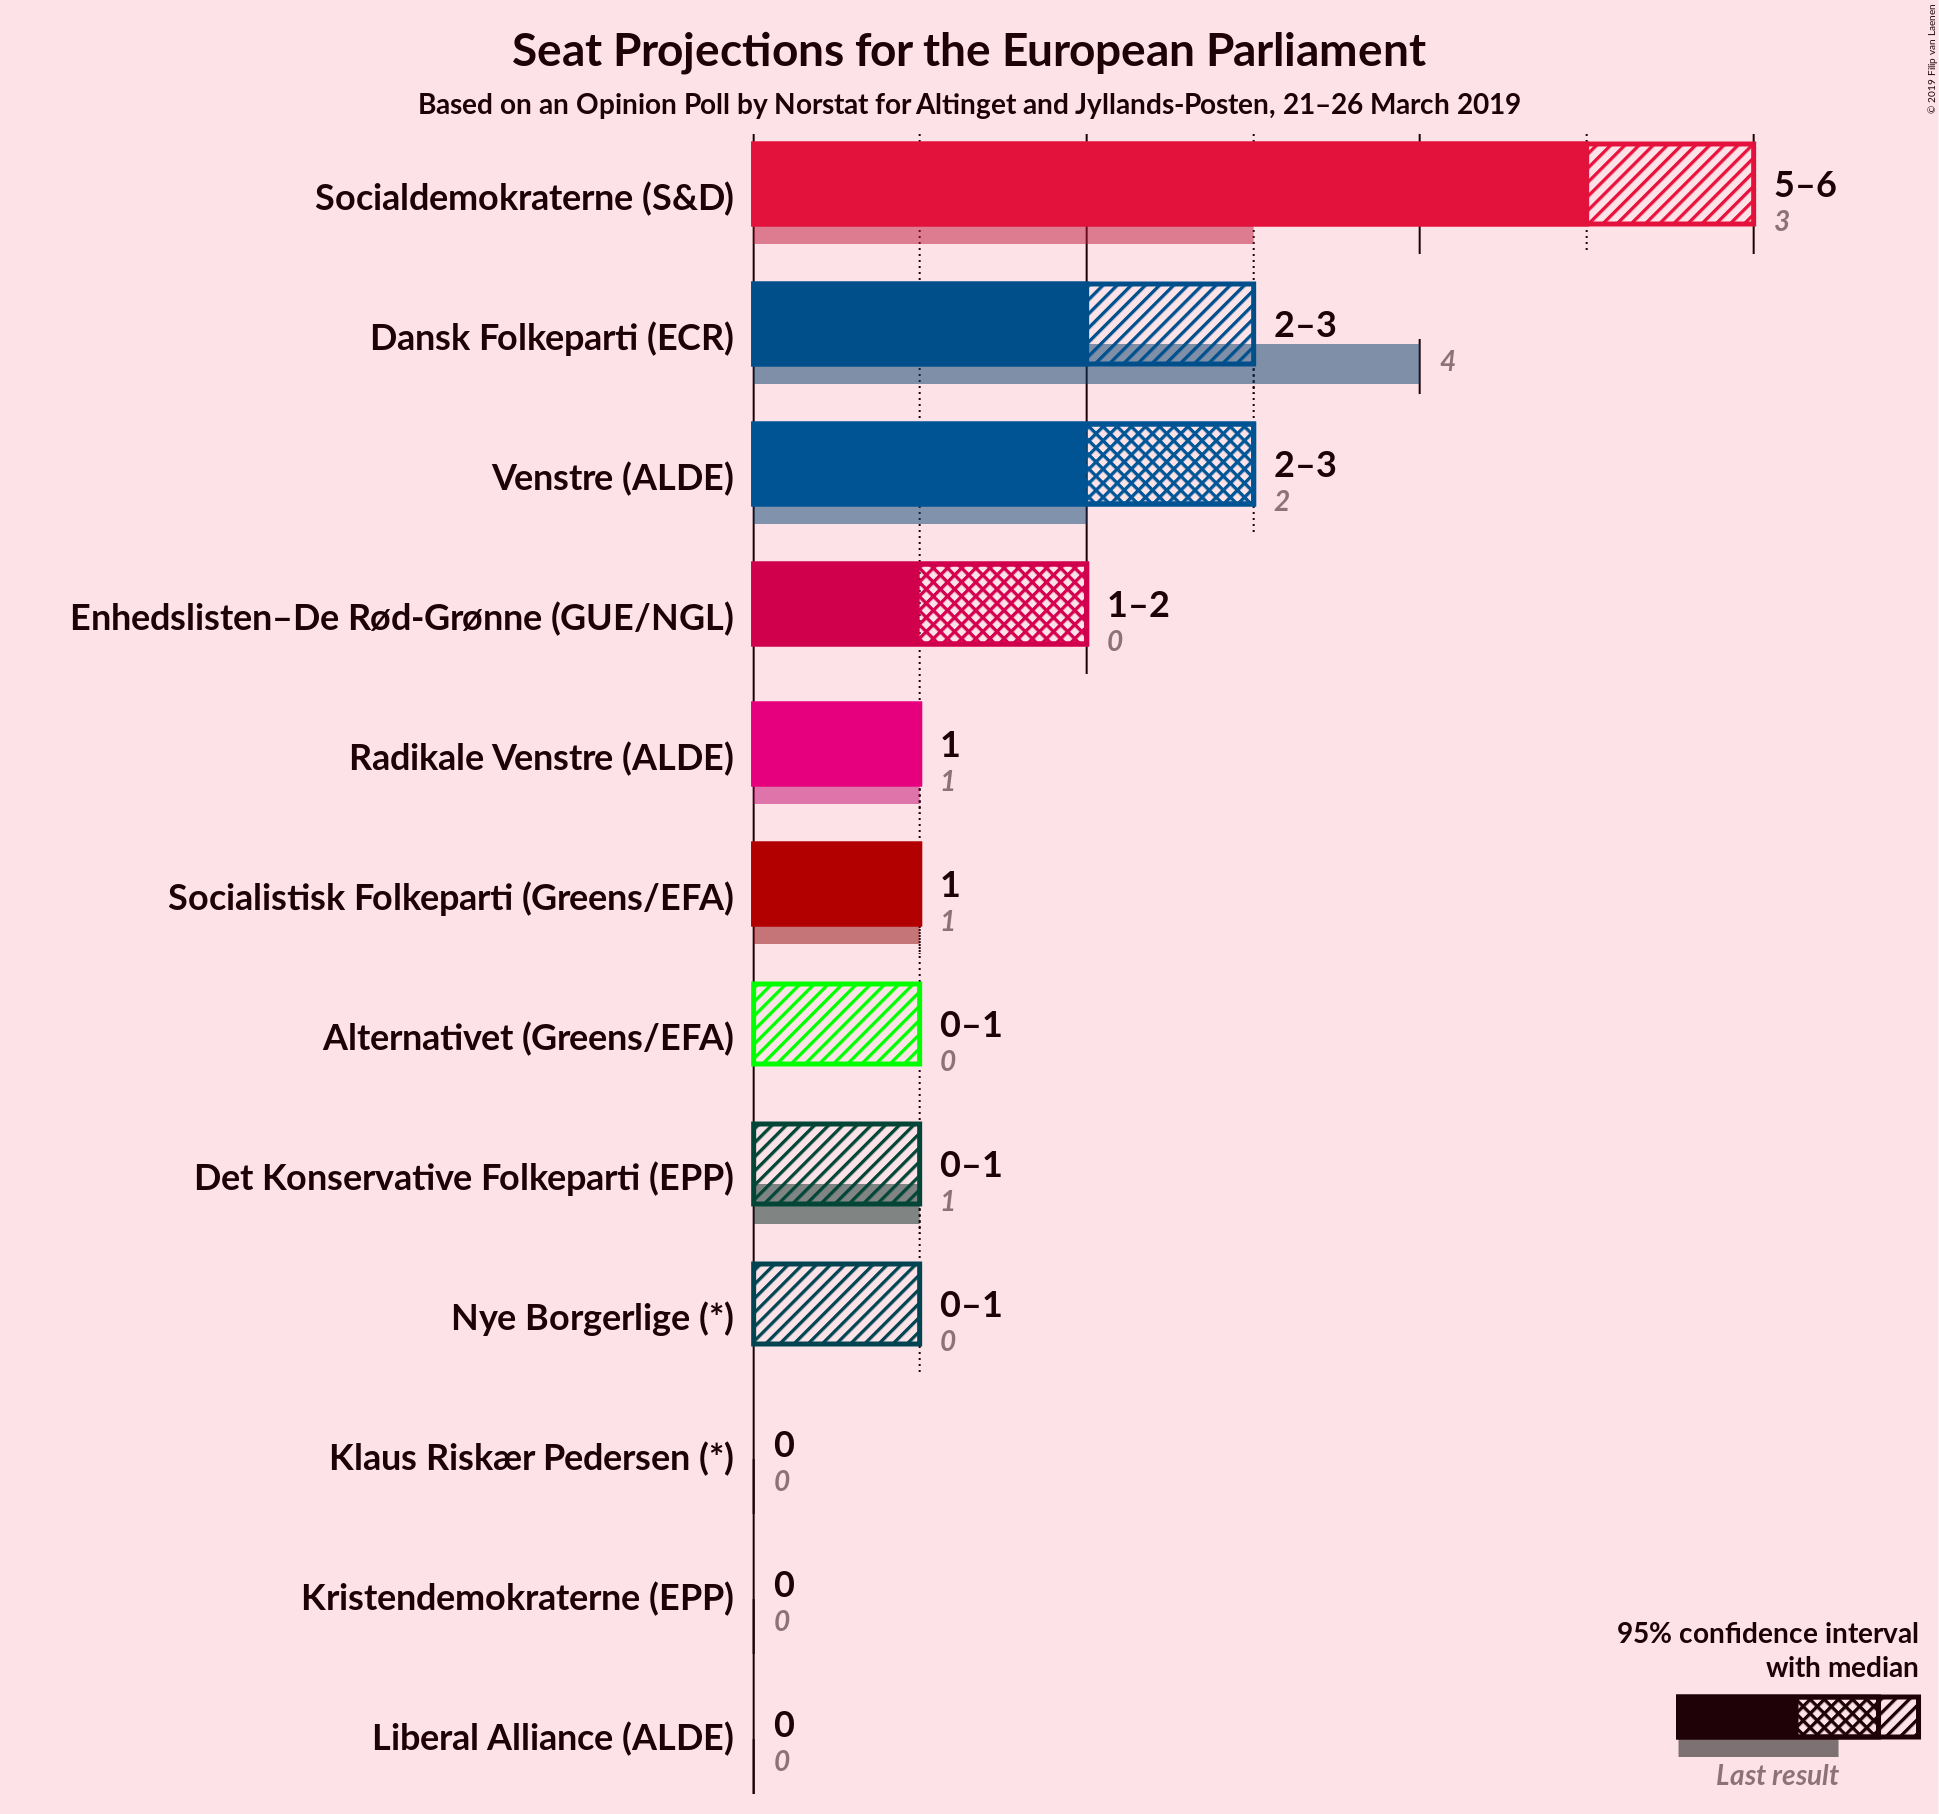 Seat Projections for the European Parliament
Based on an Opinion Poll by Norstat for Altinget and Jyllands-Posten, 21–26 March 2019
© 2019 Filip van Laenen
Socialdemokraterne (S&D)
5–6
3
Dansk Folkeparti (ECR)
2–3
4
Venstre (ALDE)
2–3
2
Enhedslisten–De Rød-Grønne (GUE/NGL)
1–2
0
Radikale Venstre (ALDE)
1
1
Socialistisk Folkeparti (Greens/EFA)
1
1
Alternativet (Greens/EFA)
0–1
0
Det Konservative Folkeparti (EPP)
0–1
1
Nye Borgerlige (*)
0–1
0
Klaus Riskær Pedersen (*)
0
0
Kristendemokraterne (EPP)
0
0
Liberal Alliance (ALDE)
0
0
95% confidence interval
with median
Last result